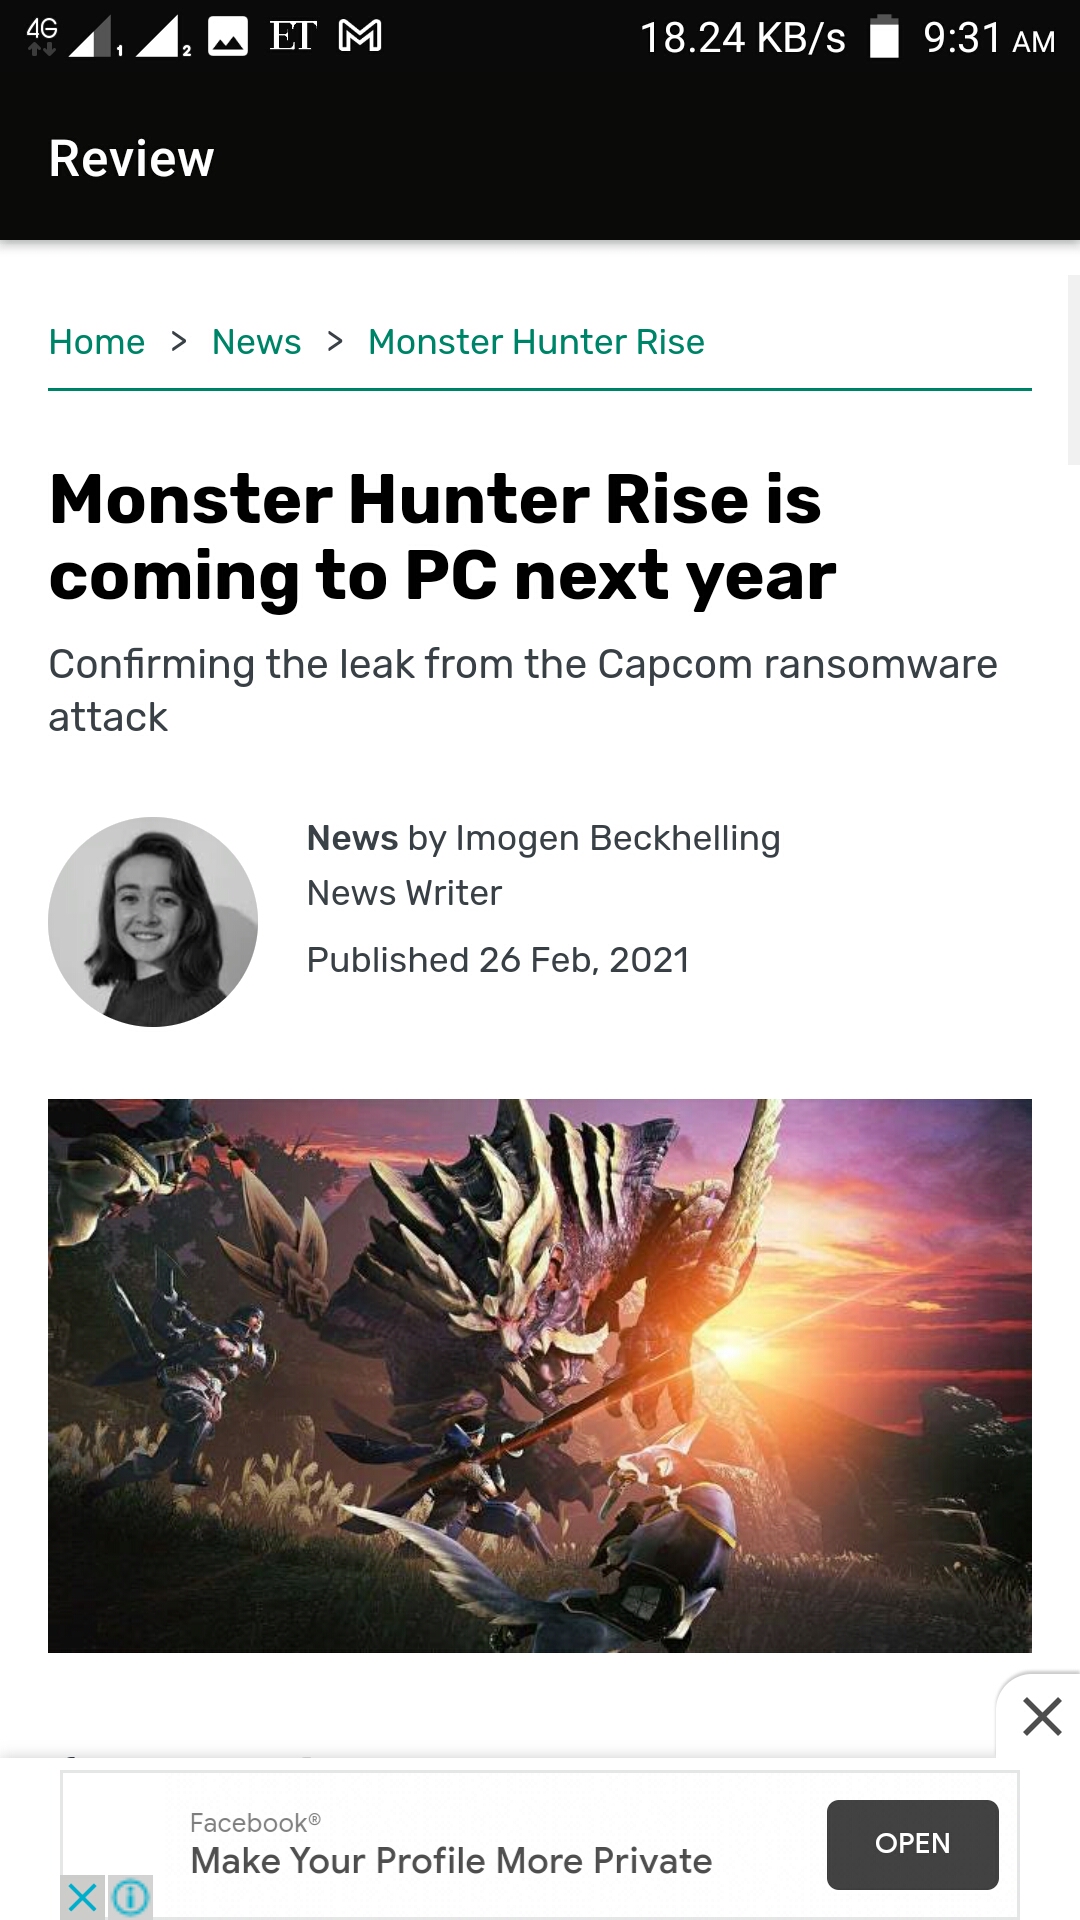 4G 1 2 ET 18.24 KB/s 9:31 AM
Review
Home > News > Monster Hunter Rise
Monster Hunter Rise is
coming to PC next year
Confirming the leak from the Capcom ransomware
attack
News by Imogen Beckhelling
News Writer
Published 26 Feb, 2021
Facebook®
Make Your Profile More Private
OPEN